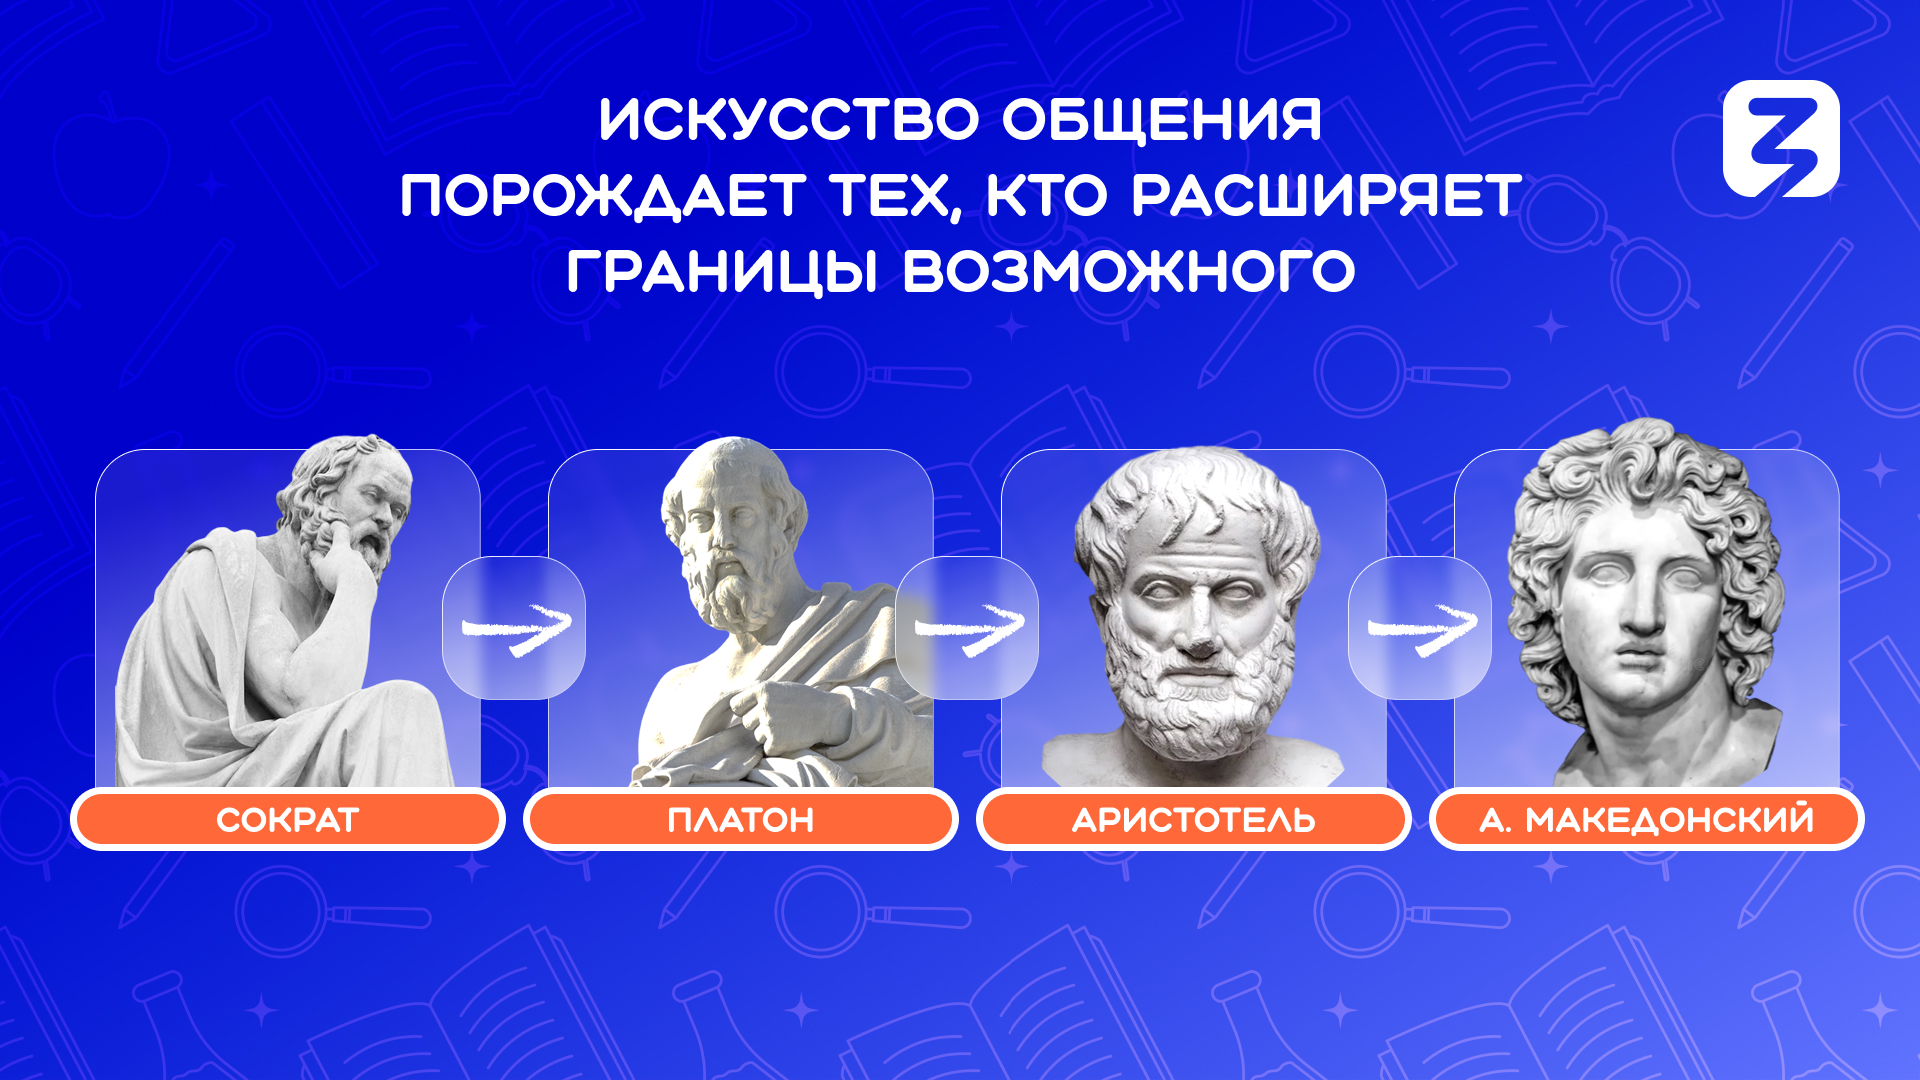 ИСКУССТВО ОБЩЕНИЯ
ПОРОЖДАЕТ ТЕХ, КТО РАСШИРЯЕТ
ГРАНИЦЫ ВОЗМОЖНОГО
СОКРАТ
ПЛАТОН
АРИСТОТЕЛЬ
А. МАКЕДОНСКИЙ